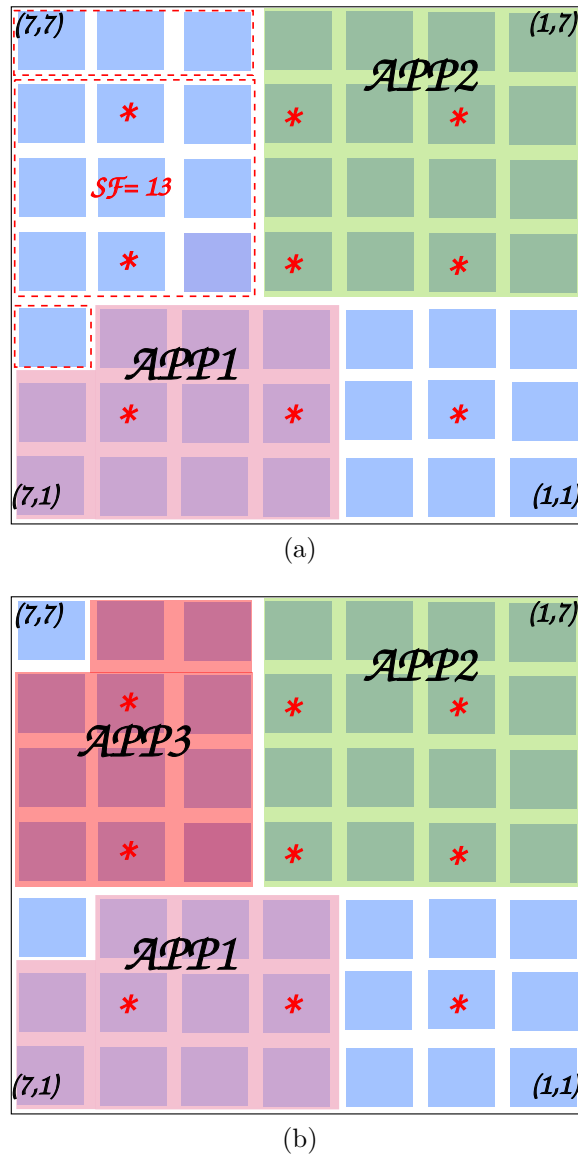 (7,7) (1,7)
APP2
* * *
SF= 13
* * *
APP1
* * *
(7,1) (1,1)
(a)
(7,7) (1,7)
APP2
* * *
APP3
* * *
APP1
* * *
(7,1) (1,1)
(b)